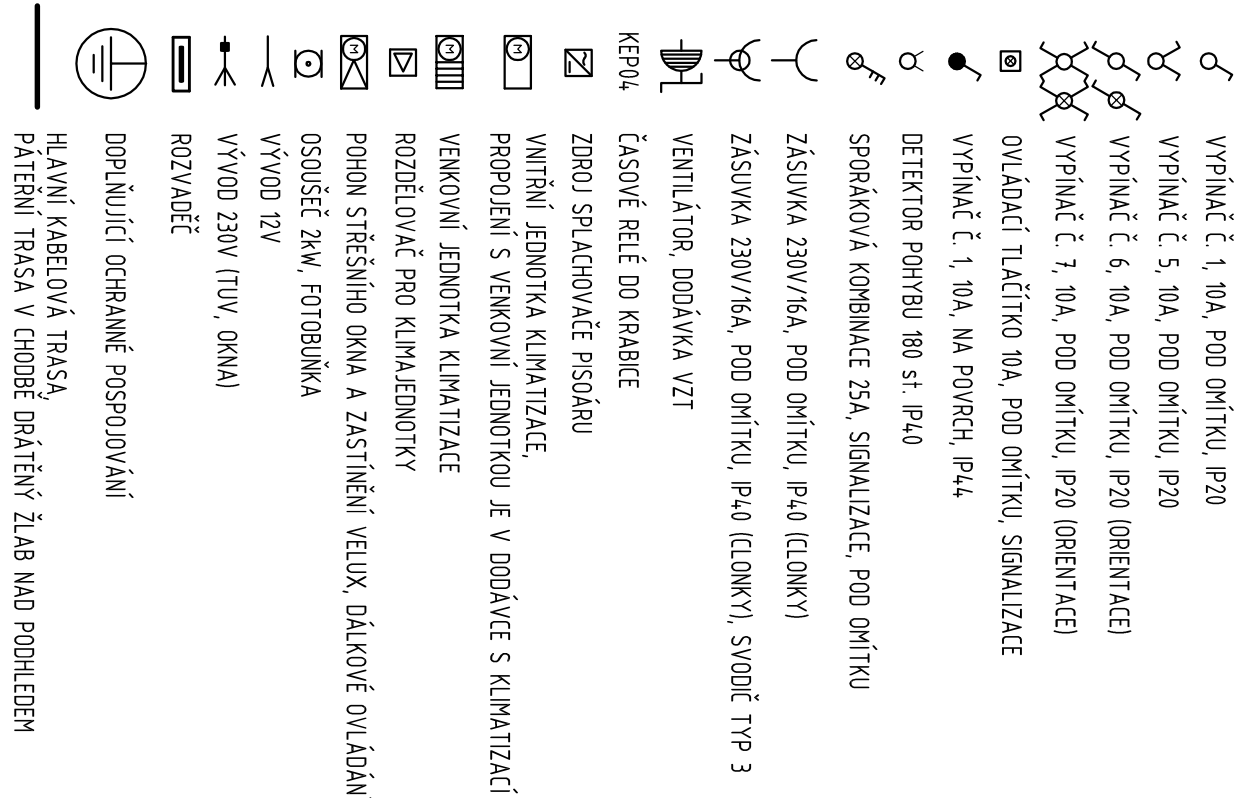 VYPÍNAČ Č. 1, 10A, POD OMÍTKU, IP20
VYPÍNAČ Č. 5, 10A, POD OMÍTKU, IP20
VYPÍNAČ Č. 6, 10A, POD OMÍTKU, IP20 (ORIENTACE)
VYPÍNAČ Č. 7, 10A, POD OMÍTKU, IP20 (ORIENTACE)
OVLÁDACÍ TLAČÍTKO 10A, POD OMÍTKU, SIGNALIZACE
VYPÍNAČ Č. 1, 10A, NA POVRCH, IP44
DETEKTOR POHYBU 180 st. IP40
SPORÁKOVÁ KOMBINACE 25A, SIGNALIZACE, POD OMÍTKU
ZÁSUVKA 230V/16A, POD OMÍTKU, IP40 (CLONKY)
ZÁSUVKA 230V/16A, POD OMÍTKU, IP40 (CLONKY), SVODIČ TYP 3
VENTILÁTOR, DODÁVKA VZT
KEP04 ČASOVÉ RELÉ DO KRABICE
ZDROJ SPLACHOVAČE PISOÁRU
M VNITŘNÍ JEDNOTKA KLIMATIZACE,
PROPOJENÍ S VENKOVNÍ JEDNOTKOU JE V DODÁVCE S KLIMATIZACÍ
M VENKOVNÍ JEDNOTKA KLIMATIZACE
ROZDĚLOVAČ PRO KLIMAJEDNOTKY
M POHON STŘEŠNÍHO OKNA A ZASTÍNĚNÍ VELUX, DÁLKOVÉ OVLÁDÁN
OSOUŠEČ 2kW, FOTOBUŇKA
VÝVOD 12V
VÝVOD 230V (TUV, OKNA)
ROZVADĚČ
DOPLŇUJÍCÍ OCHRANNÉ POSPOJOVÁNÍ
HLAVNÍ KABELOVÁ TRASA,
PÁTEŘNÍ TRASA V CHODBĚ DRÁTĚNÝ ŽLAB NAD PODHLEDEM